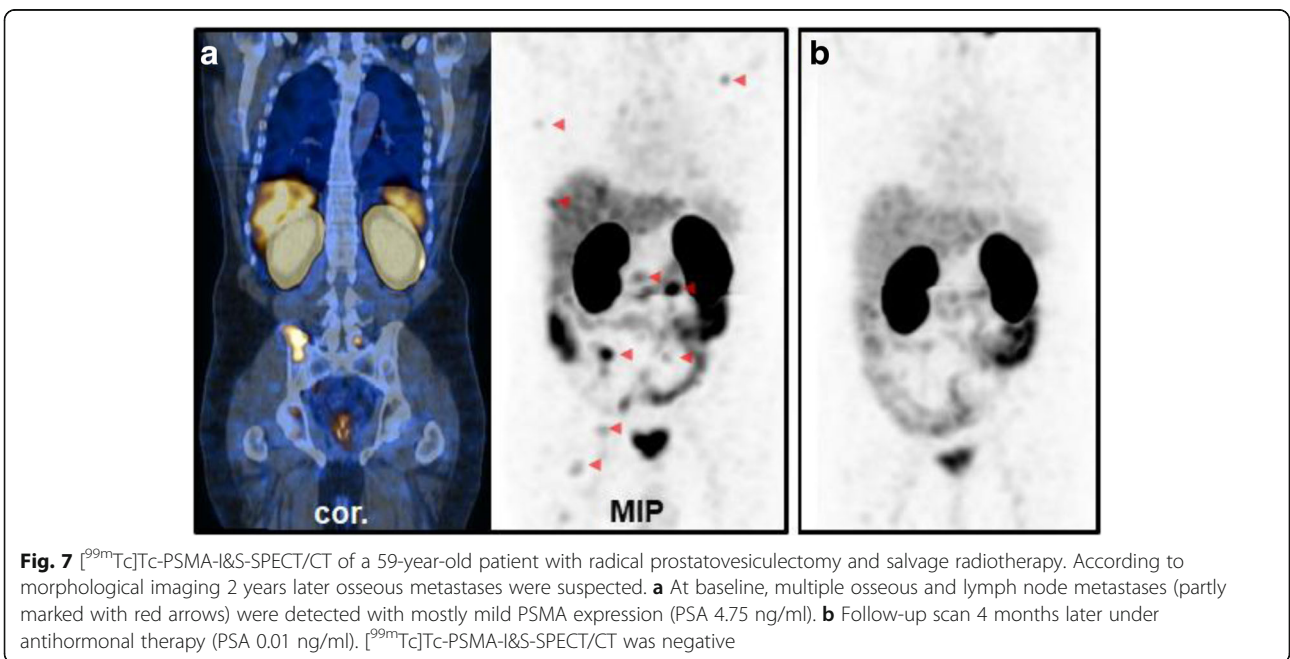 a
b
cor.
MIP
Fig. 7 [99mTc]Tc-PSMA-I&S-SPECT/CT of a 59-year-old patient with radical prostatovesiculectomy and salvage radiotherapy. According to
morphological imaging 2 years later osseous metastases were suspected. a At baseline, multiple osseous and lymph node metastases (partly
marked with red arrows) were detected with mostly mild PSMA expression (PSA 4.75 ng/ml). b Follow-up scan 4 months later under
antihormonal therapy (PSA 0.01 ng/ml). [99mTc]Tc-PSMA-I&S-SPECT/CT was negative